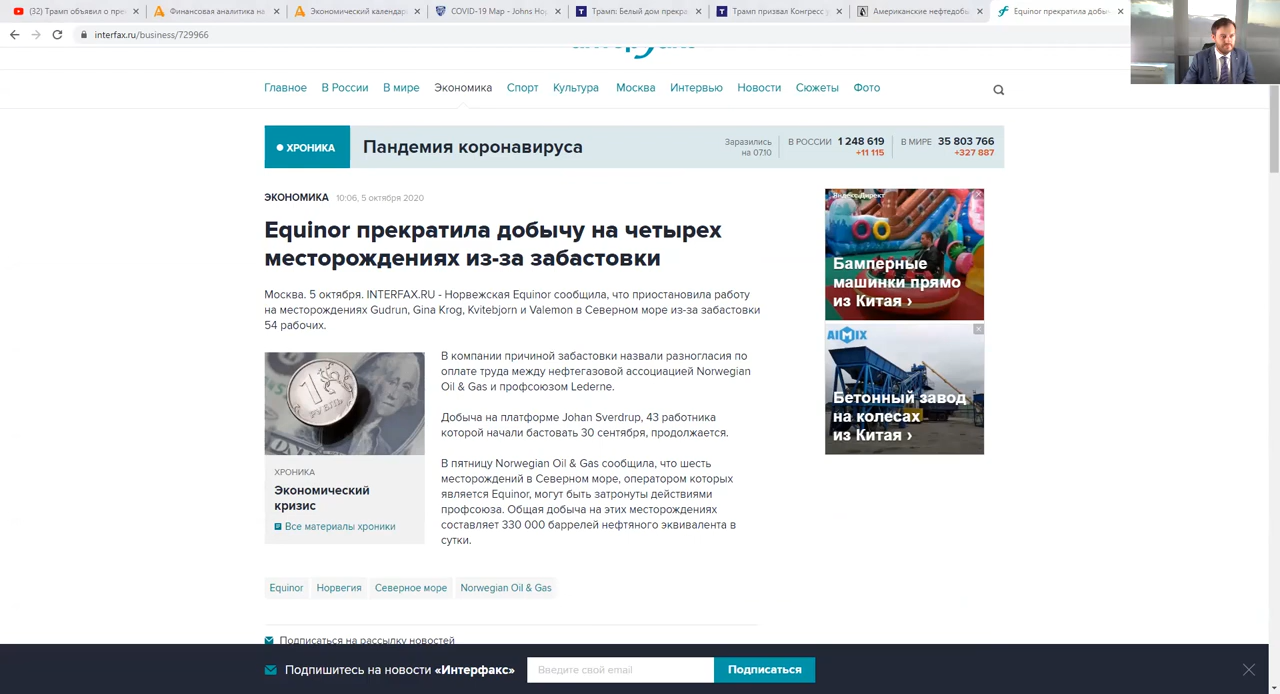 (32) Трамп объявил о пре
Финансовая аналитика на
Экономический календар
COVID-19 Map - Johns Ho
Трамп: Белый дом прекра
Трамп призвал Конгресс
Американские нефтедобы
Equinor прекратила добыч
interfax.ru/business/729966
Главное В России В мире Экономика Спорт Культура Москва Интервью Новости Сюжеты Фото
ХРОНИКА
Пандемия коронавируса
Заразились
на 07.10
В РОССИИ 1 248 619
+11 115
В МИРЕ 35 803 766
+327 887
ЭКОНОМИКА 10:06, 5 октября 2020
Equinor прекратила добычу на четырех
месторождениях из-за забастовки
Москва. 5 октября. INTERFAX.RU - Норвежская Equinor сообщила, что приостановила работу
на месторождениях Gudrun, Gina Krog, Kvitebjorn и Valemon в Северном море из-за забастовки
54 рабочих.
В компании причиной забастовки назвали разногласия по
оплате труда между нефтегазовой ассоциацией Norwegian
Oil & Gas и профсоюзом Lederne.
Добыча на платформе Johan Sverdrup, 43 работника
которой начали бастовать 30 сентября, продолжается.
В пятницу Norwegian Oil & Gas сообщила, что шесть
месторождений в Северном море, оператором которых
является Equinor, могут быть затронуты действиями
профсоюза. Общая добыча на этих месторождениях
составляет 330 000 баррелей нефтяного эквивалента в
сутки.
1
РУБЛЬ
ХРОНИКА
Экономический
кризис
Все материалы хроники
Яндекс.Директ
Бамперные
машинки прямо
из Китая ›
AIMIX
Бетонный завод
на колесах
из Китая ›
Equinor Норвегия Северное море Norwegian Oil & Gas
Подписаться на рассылку новостей
Подпишитесь на новости «Интерфакс»
Введите свой email
Подписаться